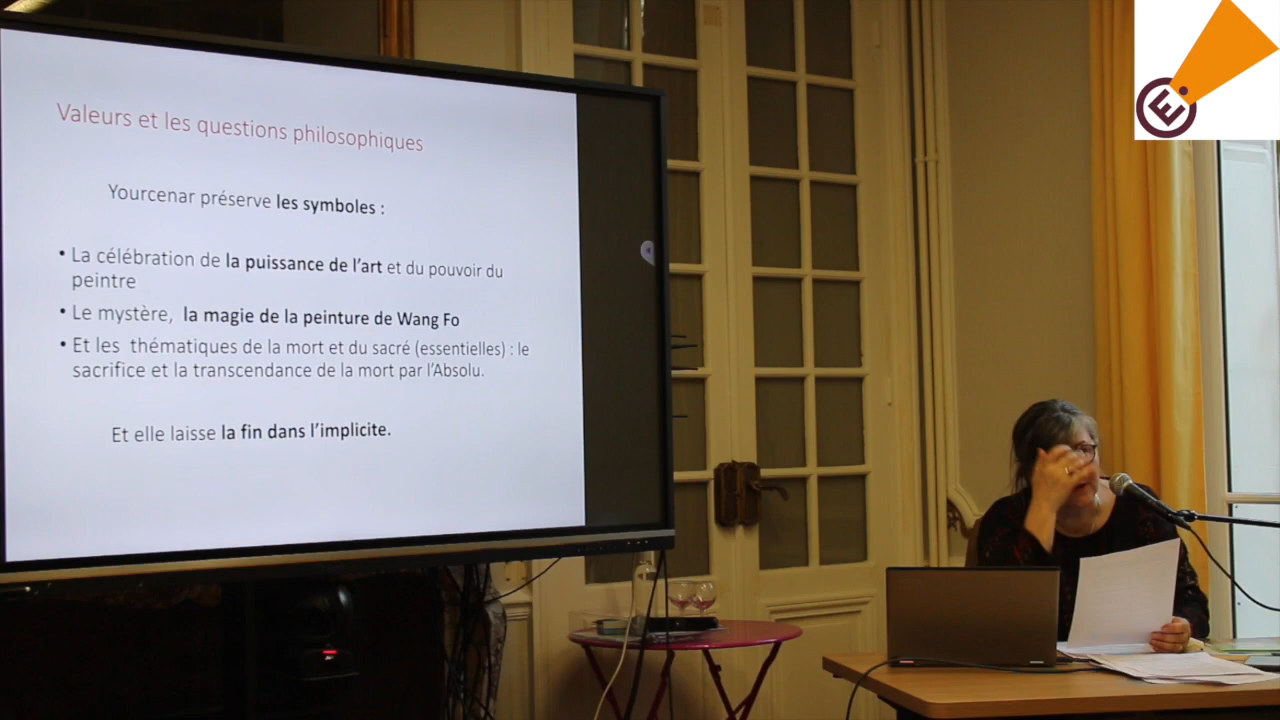 Valeurs et les questions philosophiques
Yourcenar préserve les symboles :
• La célébration de la puissance de l'art et du pouvoir du
peintre
• Le mystère, la magie de la peinture de Wang Fo
• Et les thématiques de la mort et du sacré (essentielles) : le
sacrifice et la transcendance de la mort par l'Absolu.
Et elle laisse la fin dans l'implicite.
E